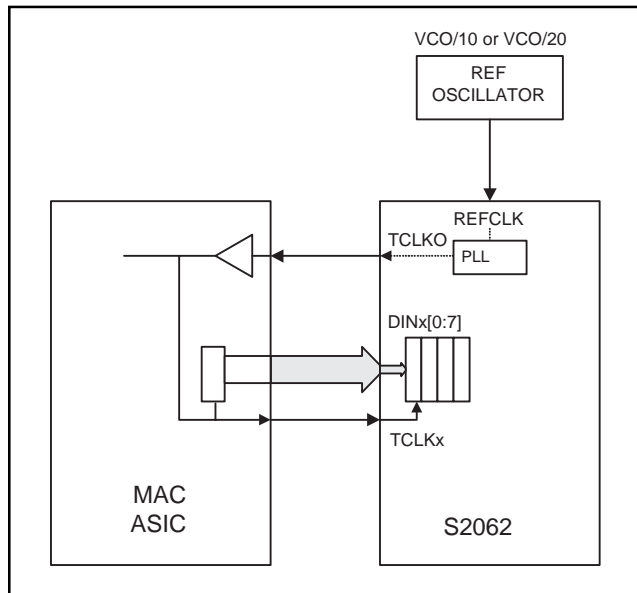 VCO/10 or VCO/20
REF
OSCILLATOR
REFCLK
TCLKO
PLL
DINx[0:7]
TCLKx
MAC
ASIC
S2062